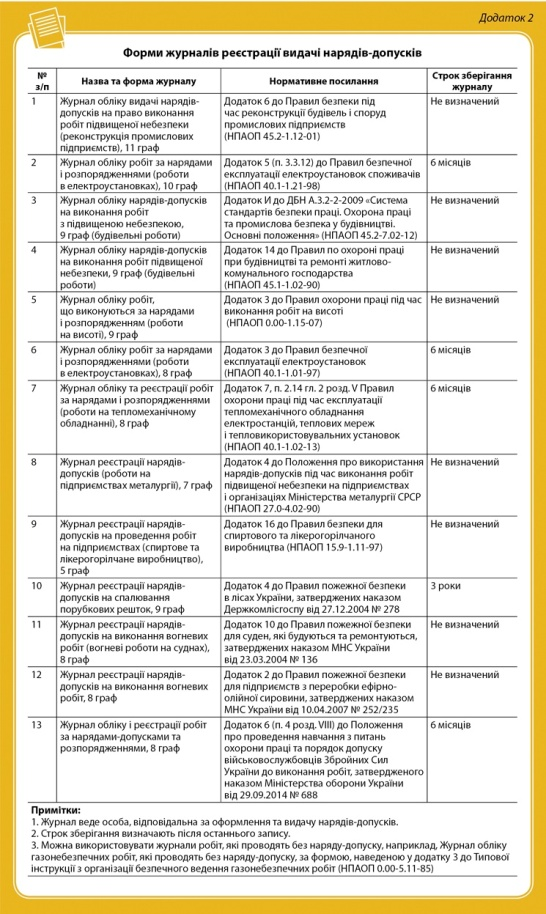 Додаток 2
Форми журналів реєстрації видачі нарядів-допусків
№ з/п
Назва та форма журналу
Нормативне посилання
Строк зберігання журналу
1
Журнал обліку видачі нарядів-
допусків на право виконання
робіт підвищеної небезпеки
(реконструкція промислових
підприємств), 11 граф
Додаток 6 до Правил безпеки під
час реконструкції будівель і споруд
промислових підприємств
(НПАОП 45.2-1.12-01)
Не визначений
2
Журнал обліку робіт за нарядами
і розпорядженнями (роботи
в електроустановках), 10 граф
Додаток 5 (п. 3.3.12) до Правил безпечної
експлуатації електроустановок споживачів
(НПАОП 40.1-1.21-98)
6 місяців
3
Журнал обліку нарядів-допусків
на виконання робіт
з підвищеною небезпекою,
9 граф (будівельні роботи)
Додаток И до ДБН А.3.2-2-2009 «Система
стандартів безпеки праці. Охорона праці
та промислова безпека у будівництві.
Основні положення» (НПАОП 45.2-7.02-12)
Не визначений
4
Журнал обліку нарядів-допусків
на виконання робіт підвищеної
небезпеки, 9 граф (будівельні
роботи)
Додаток 14 до Правил по охороні праці
при будівництві та ремонті житлово-
комунального господарства
(НПАОП 45.1-1.02-90)
Не визначений
5
Журнал обліку робіт,
що виконуються за нарядами
і розпорядженням (роботи
на висоті), 9 граф
Додаток 3 до Правил охорони праці під час
виконання робіт на висоті
(НПАОП 0.00-1.15-07)
Не визначений
6
Журнал обліку робіт за нарядами
і розпорядженнями (роботи
в електроустановках), 8 граф
Додаток 3 до Правил безпечної
експлуатації електроустановок
(НПАОП 40.1-1.01-97)
6 місяців
7
Журнал обліку та реєстрації робіт
за нарядами і розпорядженнями
(роботи на тепломеханічному
обладнанні), 8 граф
Додаток 7, п. 2.14 гл. 2 розд. V Правил
охорони праці під час експлуатації
тепломеханічного обладнання
електростанцій, теплових мереж
і тепловикористовувальних установок
(НПАОП 40.1-1.02-13)
6 місяців
8
Журнал реєстрації нарядів-
допусків (роботи на
підприємствах металургії), 7 граф
Додаток 4 до Положення про використання
нарядів-допусків під час виконання робіт
підвищеної небезпеки на підприємствах
і організаціях Міністерства металургії СРСР
(НПАОП 27.0-4.02-90)
Не визначений
9
Журнал реєстрації нарядів-
допусків на проведення робіт
на підприємствах (спиртове та
лікерогорілчане виробництво),
5 граф
Додаток 16 до Правил безпеки для
спиртового та лікерогорілчаного
виробництва (НПАОП 15.9-1.11-97)
Не визначений
10
Журнал реєстрації нарядів-
допусків на спалювання
порубкових решток, 9 граф
Додаток 4 до Правил пожежної безпеки
в лісах України, затверджених наказом
Держкомлісгоспу від 27.12.2004 № 278
3 роки
11
Журнал реєстрації нарядів-
допусків на виконання вогневих
робіт (вогневі роботи на суднах),
8 граф
Додаток 10 до Правил пожежної безпеки
для суден, які будуються та ремонтуються,
затверджених наказом МНС України
від 23.03.2004 № 136
Не визначений
12
Журнал реєстрації нарядів-
допусків на виконання вогневих
робіт, 8 граф
Додаток 2 до Правил пожежної безпеки
для підприємств з переробки ефірно-
олійної сировини, затверджених наказом
МНС України від 10.04.2007 № 252/235
Не визначений
13
Журнал обліку і реєстрації робіт
за нарядами-допусками та
розпорядженнями, 8 граф
Додаток 6 (п. 4 розд. VIII) до Положення
про проведення навчання з питань
охорони праці та порядок допуску
військовослужбовців Збройних Сил
України до виконання робіт, затвердженого
наказом Міністерства оборони України
від 29.09.2014 № 688
6 місяців
Примітки:
1. Журнал веде особа, відповідальна за оформлення та видачу нарядів-допусків.
2. Строк зберігання визначають після останнього запису.
3. Можна використовувати журнали робіт, які проводять без наряду-допуску, наприклад, Журнал обліку
газонебезпечних робіт, які проводять без наряду-допуску, за формою, наведеною у додатку 3 до Типової
інструкції з організації безпечного ведення газонебезпечних робіт (НПАОП 0.00-5.11-85)